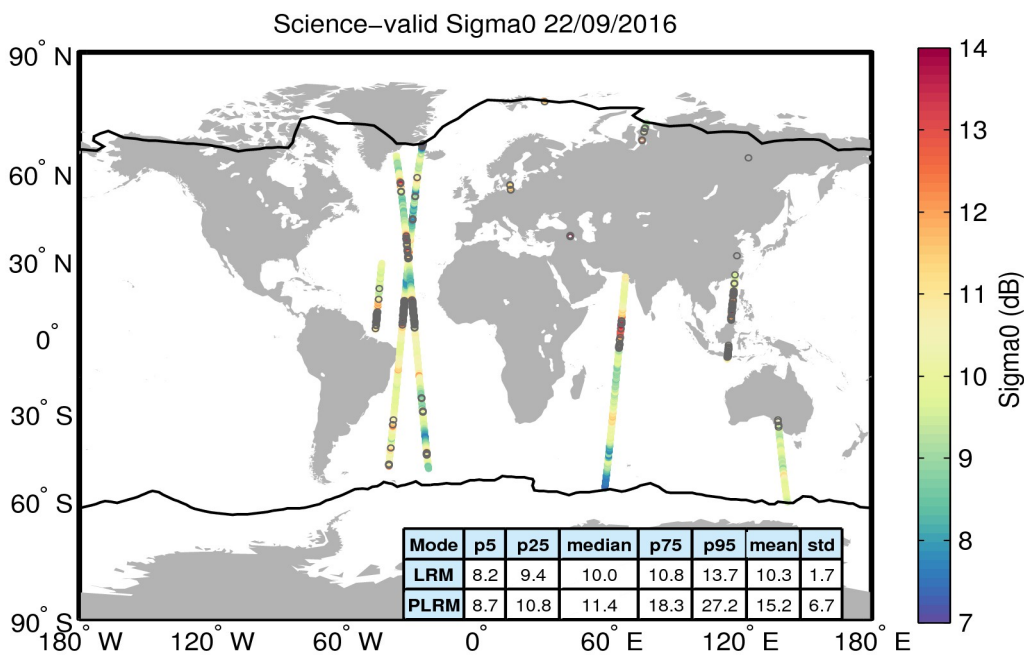 Science−valid Sigma0 22/09/2016
90° N
60° N
30° N
0°
30° S
60° S
90° S
180° W
120° W
60° W
0°
60° E
120° E
180° E
14
13
12
11
10
9
8
7
Sigma0 (dB)
Mode p5 p25 median p75 p95 mean std
LRM 8.2 9.4 10.0 10.8 13.7 10.3 1.7
PLRM 8.7 10.8 11.4 18.3 27.2 15.2 6.7